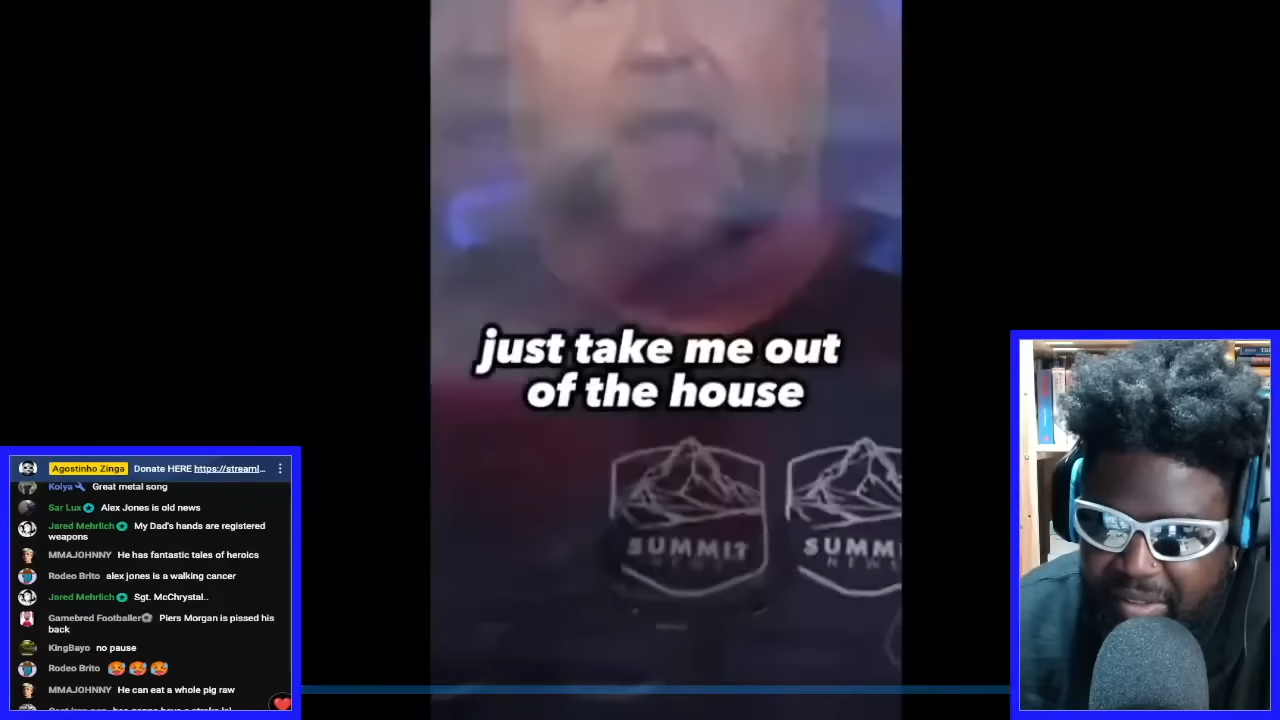 just take me out
of the house
SUMMIT
NEWS
SUMM
NEWS
Agostinho Zinga Donate HERE https://streaml...
Kolya Great metal song
Sar Lux Alex Jones is old news
Jared Mehrlich My Dad's hands are registered
weapons
MMAJOHNNY He has fantastic tales of heroics
Rodeo Brito alex jones is a walking cancer
Jared Mehrlich Sgt. McChrystal..
Gamebred Footballer Piers Morgan is pissed his
back
KingBayo no pause
Rodeo Brito 🥵🥵🥵
MMAJOHNNY He can eat a whole pig raw